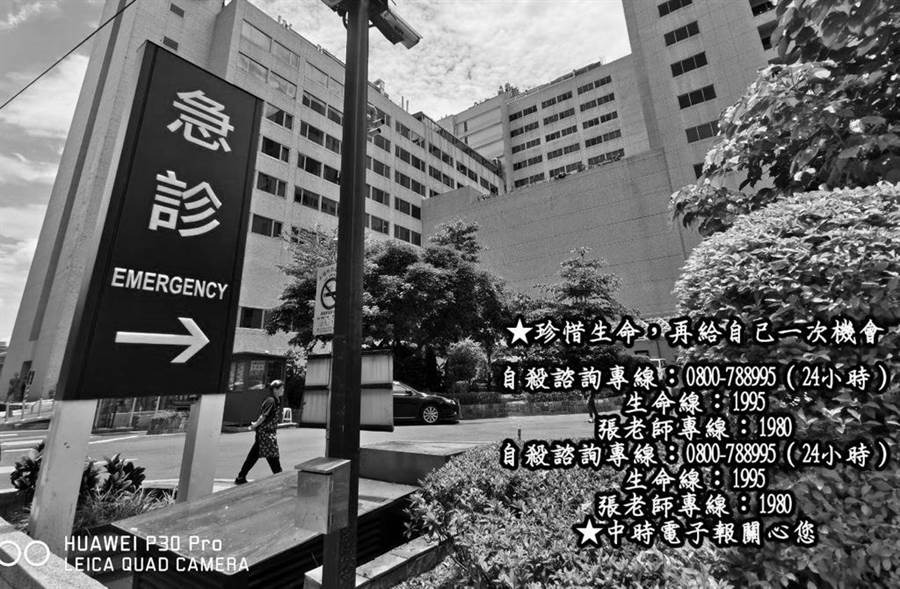 急診
EMERGENCY
★珍惜生命，再給自己一次機會
自殺諮詢專線：0800-788995（24小時）
生命線：1995
張老師專線：1980
自殺諮詢專線：0800-788995（24小時）
生命線：1995
張老師專線：1980
★中時電子報關心您
HUAWEI P30 Pro
LEICA QUAD CAMERA